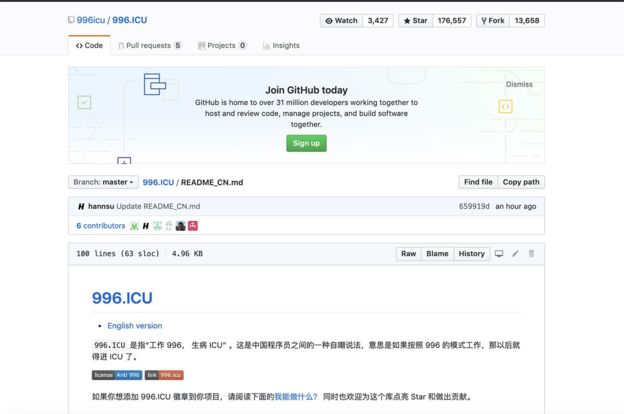 996icu / 996.ICU
Watch 3,427 Star 176,557 Fork 13,658
Code Pull requests 5 Projects 0 Insights
Dismiss
Join GitHub today
GitHub is home to over 31 million developers working together to
host and review code, manage projects, and build software
together.
Sign up
Branch: master 996.ICU / README_CN.md Find file Copy path
hannsu Update README_CN.md 659919d an hour ago
6 contributors
100 lines (63 sloc) 4.96 KB Raw Blame History
996.ICU
English version
996.ICU 是指“工作 996， 生病 ICU” 。这是中国程序员之间的一种自嘲说法，意思是如果按照 996 的模式工作，那以后就
得进 ICU 了。
license Anti 996 link 996.icu
如果你想添加 996.ICU 徽章到你项目，请阅读下面的我能做什么? 同时也欢迎为这个库点亮 Star 和做出贡献。